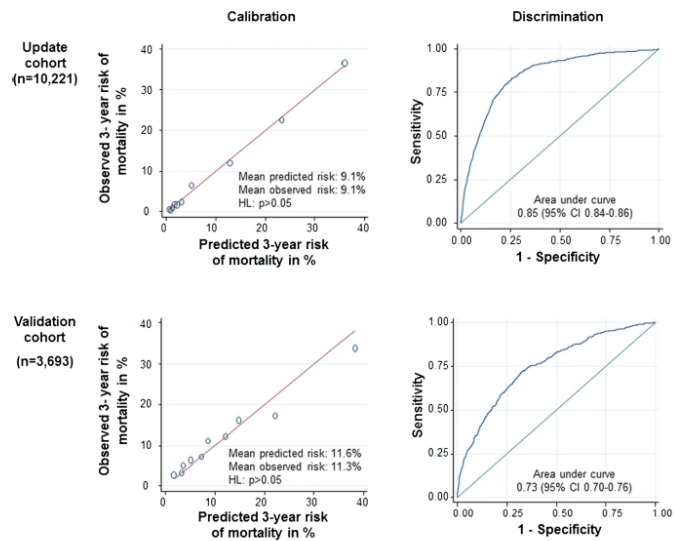 Calibration
Discrimination
Update
cohort
(n=10,221)
Observed 3- year risk of
mortality in %
40
30
20
10
0
Mean predicted risk: 9.1%
Mean observed risk: 9.1%
HL: p>0.05
0 10 20 30 40
Predicted 3-year risk
of mortality in %
Sensitivity
1.00
0.75
0.50
0.25
0.00
Area under curve
0.85 (95% CI 0.84-0.86)
0.00 0.25 0.50 0.75 1.00
1 - Specificity
Validation
cohort
(n=3,693)
Observed 3- year risk of
mortality in %
40
30
20
10
0
Mean predicted risk: 11.6%
Mean observed risk: 11.3%
HL: p>0.05
0 10 20 30 40
Predicted 3-year risk
of mortality in %
Sensitivity
1.00
0.75
0.50
0.25
0.00
Area under curve
0.73 (95% CI 0.70-0.76)
0.00 0.25 0.50 0.75 1.00
1 - Specificity